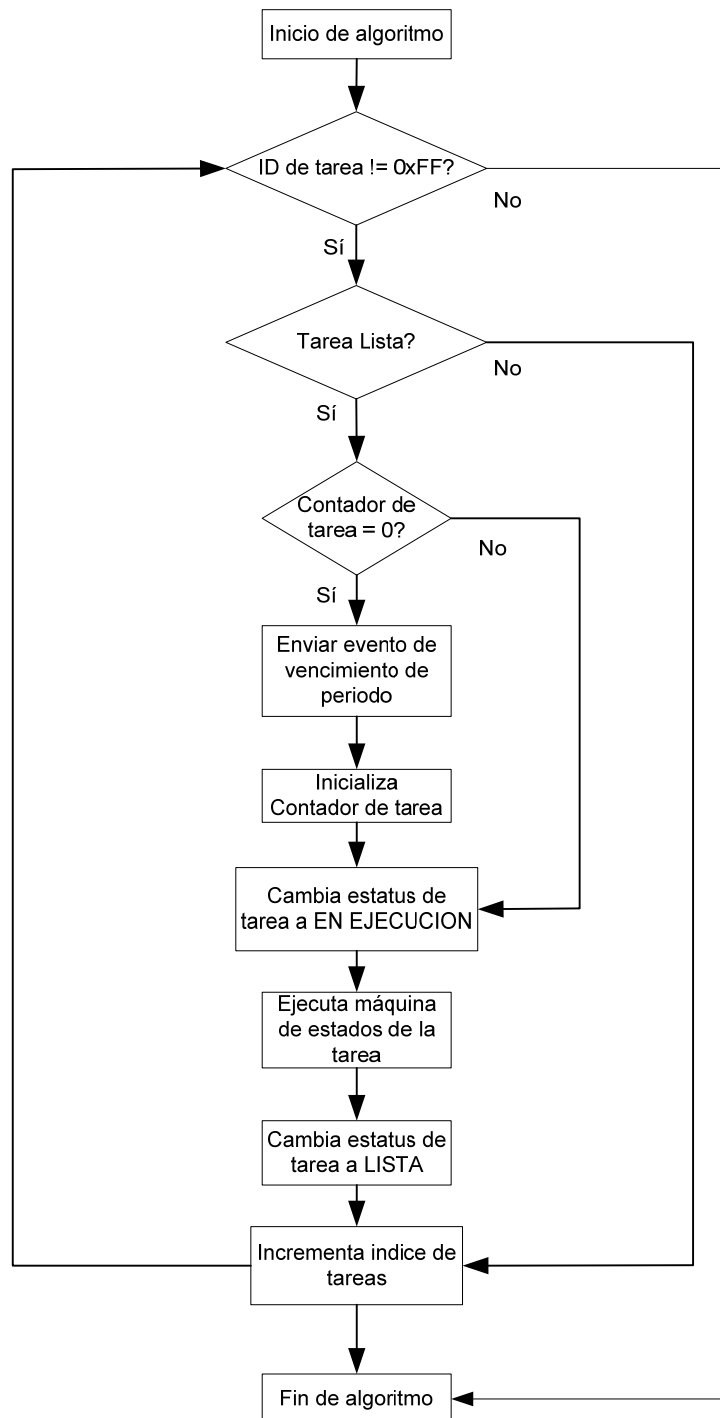 Inicio de algoritmo
ID de tarea != 0xFF?
No
Sí
Tarea Lista?
No
Sí
Contador de
tarea = 0?
No
Sí
Enviar evento de
vencimiento de
periodo
Inicializa
Contador de tarea
Cambia estatus de
tarea a EN EJECUCION
Ejecuta máquina
de estados de la
tarea
Cambia estatus de
tarea a LISTA
Incrementa indice de
tareas
Fin de algoritmo